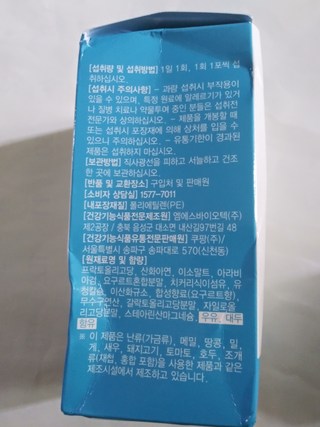 [섭취량 및 섭취방법] 1일 1회, 1회 1포씩 섭
취하십시오.
[섭취시 주의사항] - 과량 섭취시 부작용이
있을 수 있으며, 특정 원료에 알레르기가 있거
나 질병 치료나 약물투여 중인 분들은 섭취전
전문가와 상의하십시오. - 제품을 개봉할 때
또는 섭취시 포장재에 의해 상처를 입을 수
있으니 주의하십시오. - 유통기한이 경과된
제품은 섭취하지 마십시오.
[보관방법] 직사광선을 피하고 서늘하고 건조
한 곳에 보관하십시오.
[반품 및 교환장소] 구입처 및 판매원
[소비자 상담실] 1577-7011
[내포장재질] 폴리에틸렌(PE)
[건강기능식품전문제조원] 엠에스바이오텍(주)
제2공장 / 충북 음성군 대소면 내산길97번길 48
[건강기능식품유통전문판매원] 쿠팡(주)/
서울특별시 송파구 송파대로 570(신천동)
[원재료명 및 함량]
프락토올리고당, 산화아연, 이소말트, 아라비
아검, 요구르트혼합분말, 치커리식이섬유, 유
청칼슘, 이산화규소, 합성향료(요구르트향),
무수구연산, 갈락토올리고당분말, 자일로올
리고당분말, 스테아린산마그네슘 우유, 대두
함유
※ 이 제품은 난류(가금류), 메밀, 땅콩, 밀,
게, 새우, 돼지고기, 토마토, 호두, 조개
류(재첩, 홍합 포함)을 사용한 제품과 같은
제조시설에서 제조하고 있습니다.